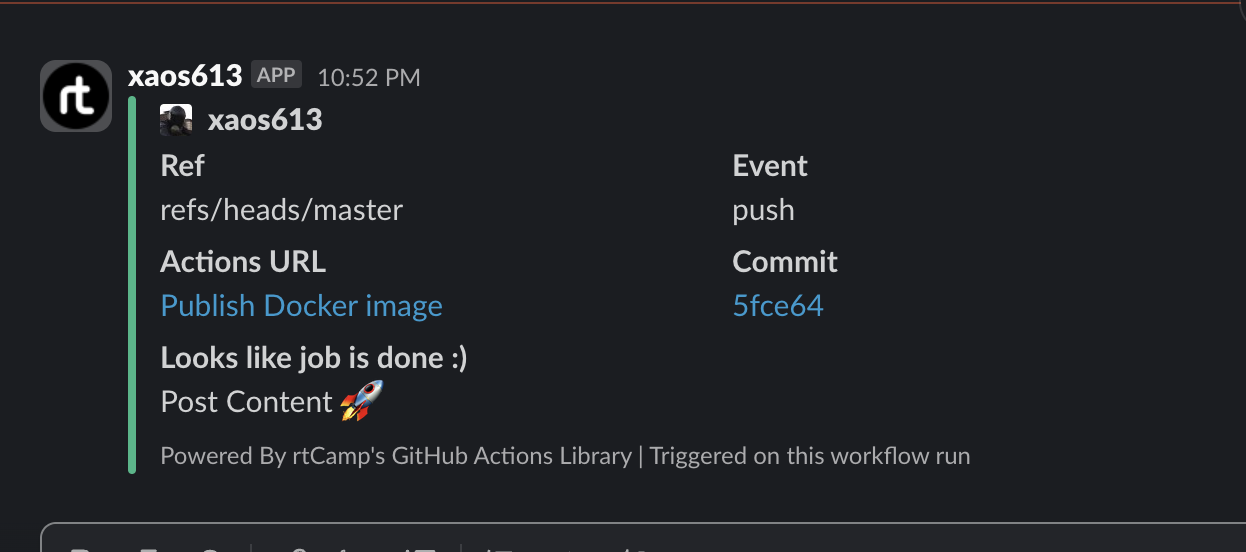 rt
xaos613 APP 10:52 PM
xaos613
Ref Event
refs/heads/master push
Actions URL Commit
Publish Docker image 5fce64
Looks like job is done :)
Post Content 🚀
Powered By rtCamp's GitHub Actions Library | Triggered on this workflow run